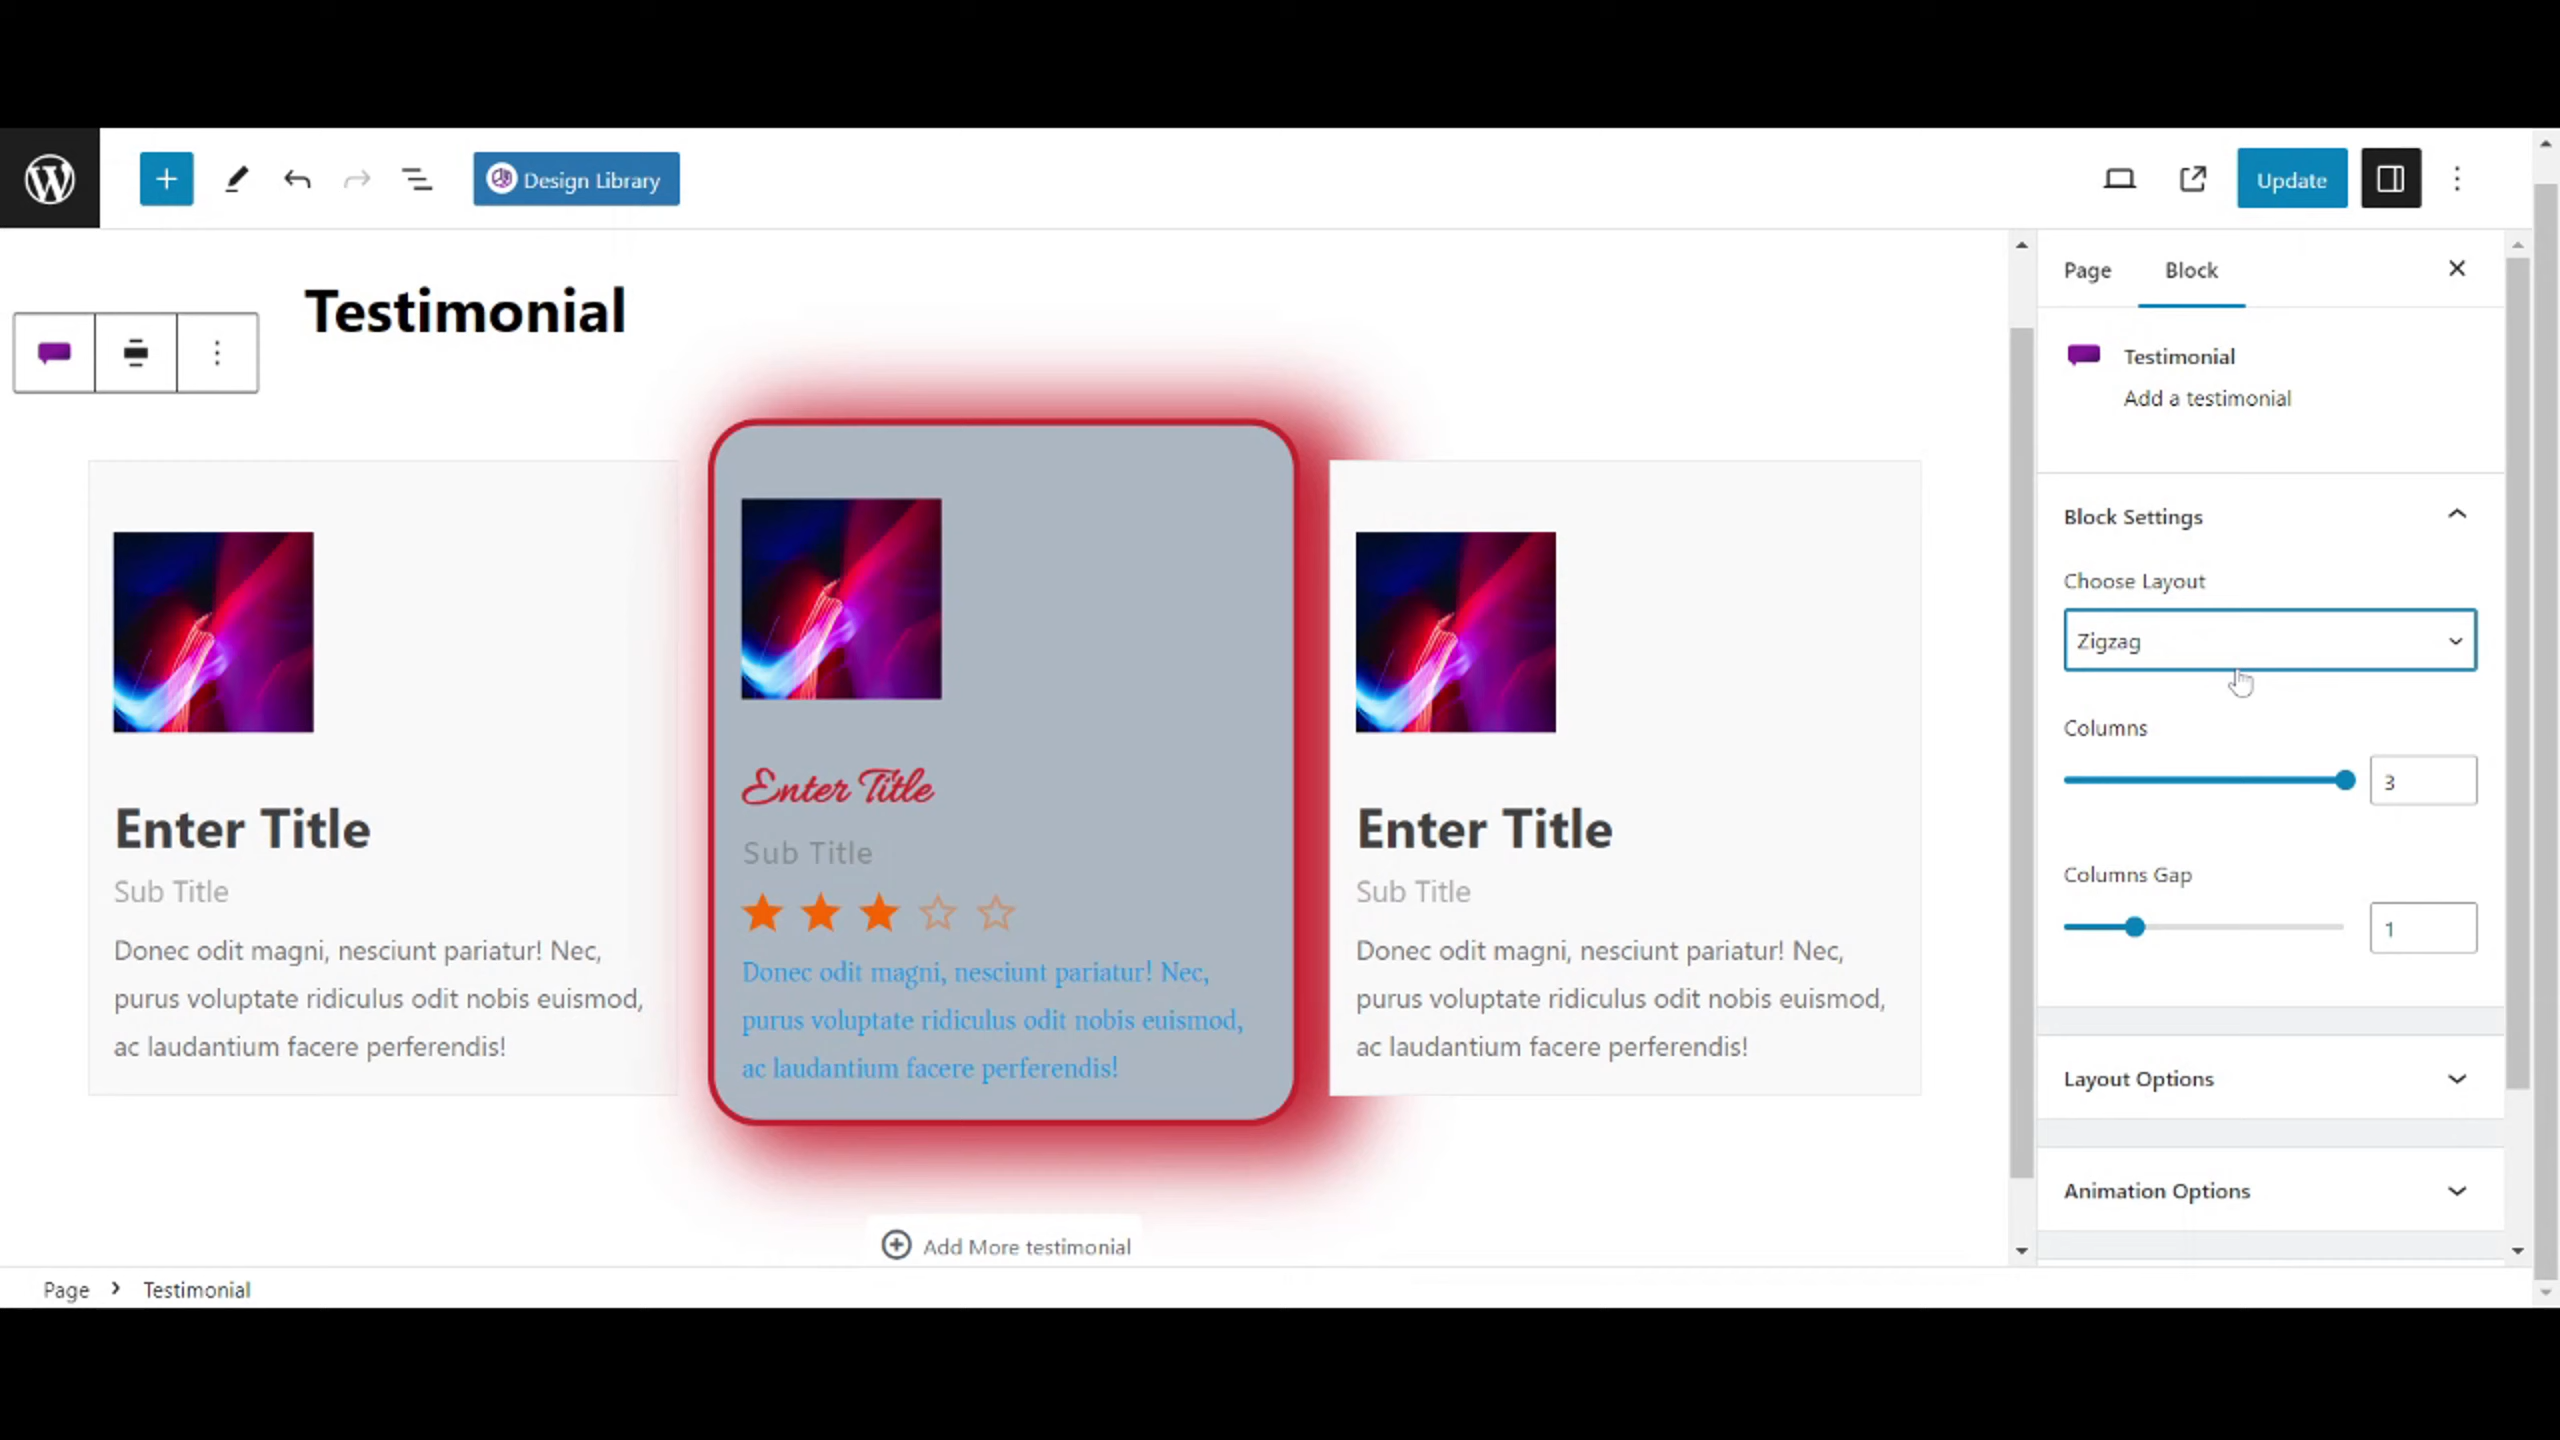 Design Library
Update
Testimonial
Page
Block
Testimonial
Add a testimonial
Block Settings
Choose Layout
Zigzag
Columns
3
Columns Gap
1
Layout Options
Animation Options
Enter Title
Sub Title
Donec odit magni, nesciunt pariatur! Nec,
purus voluptate ridiculus odit nobis euismod,
ac laudantium facere perferendis!
Enter Title
Sub Title
Donec odit magni, nesciunt pariatur! Nec,
purus voluptate ridiculus odit nobis euismod,
ac laudantium facere perferendis!
Enter Title
Sub Title
Donec odit magni, nesciunt pariatur! Nec,
purus voluptate ridiculus odit nobis euismod,
ac laudantium facere perferendis!
Add More testimonial
Page
Testimonial